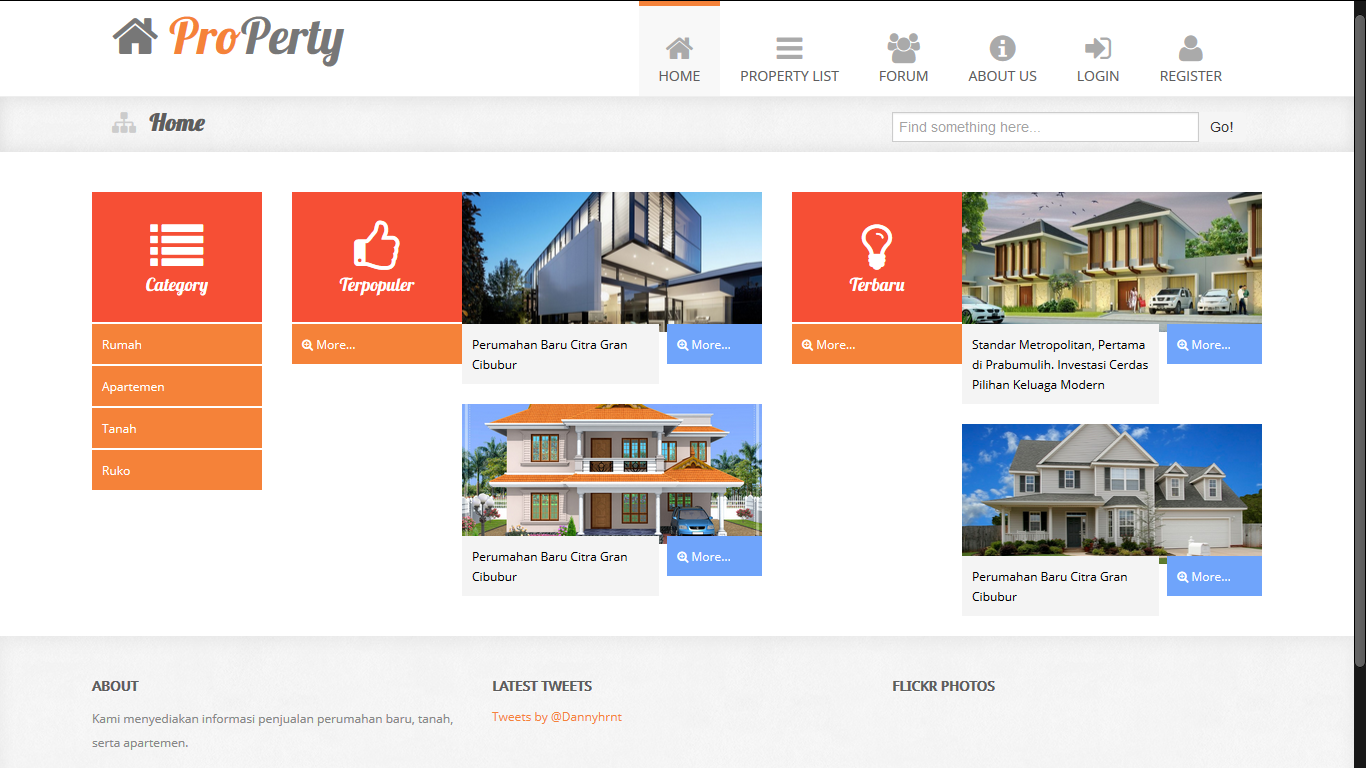 ProPerty
HOME
PROPERTY LIST
FORUM
ABOUT US
LOGIN
REGISTER
Home
Find something here...
Go!
Category
Rumah
Apartemen
Tanah
Ruko
Terpopuler
More...
Perumahan Baru Citra Gran
Cibubur
More...
Perumahan Baru Citra Gran
Cibubur
More...
Terbaru
More...
Standar Metropolitan, Pertama
di Prabumulih. Investasi Cerdas
Pilihan Keluaga Modern
More...
Perumahan Baru Citra Gran
Cibubur
More...
ABOUT
Kami menyediakan informasi penjualan perumahan baru, tanah,
serta apartemen.
LATEST TWEETS
Tweets by @Dannyhrnt
FLICKR PHOTOS